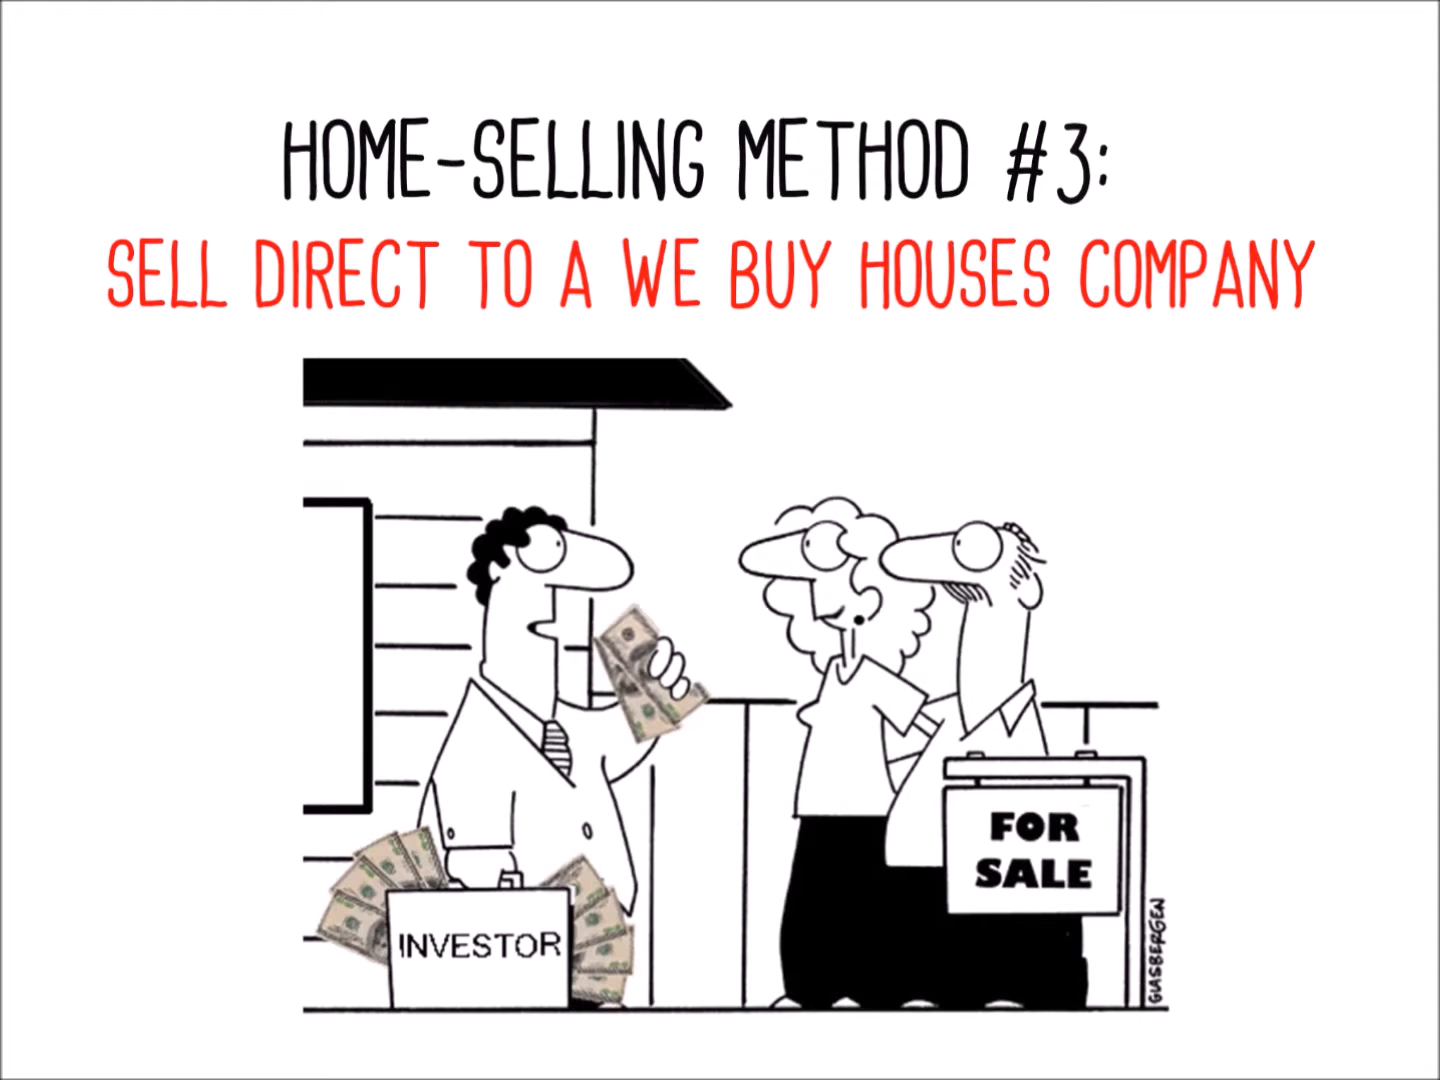 HOME-SELLING METHOD #3:
SELL DIRECT TO A WE BUY HOUSES COMPANY
FOR
SALE
INVESTOR
GLASBERGEN